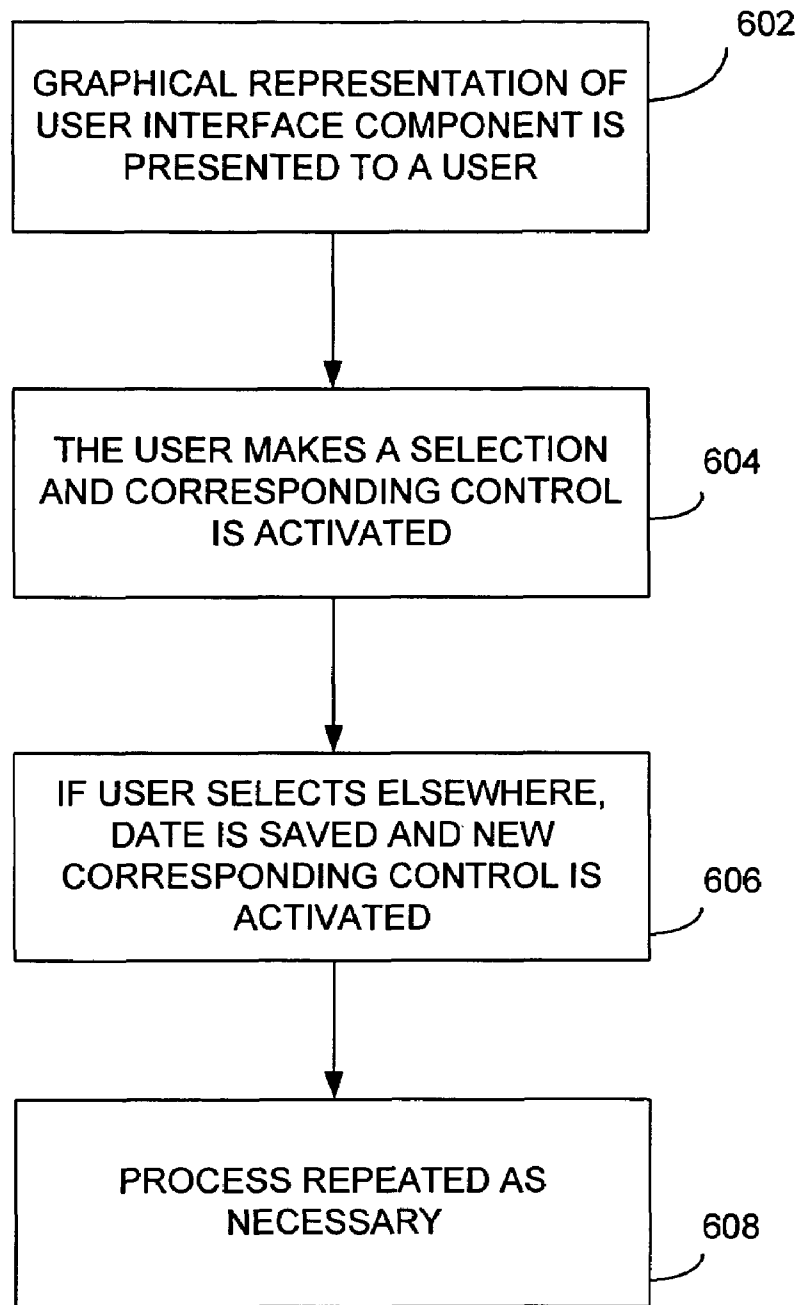 602
GRAPHICAL REPRESENTATION OF
USER INTERFACE COMPONENT IS
PRESENTED TO A USER
THE USER MAKES A SELECTION
AND CORRESPONDING CONTROL
IS ACTIVATED
604
IF USER SELECTS ELSEWHERE,
DATE IS SAVED AND NEW
CORRESPONDING CONTROL IS
ACTIVATED
606
PROCESS REPEATED AS
NECESSARY
608